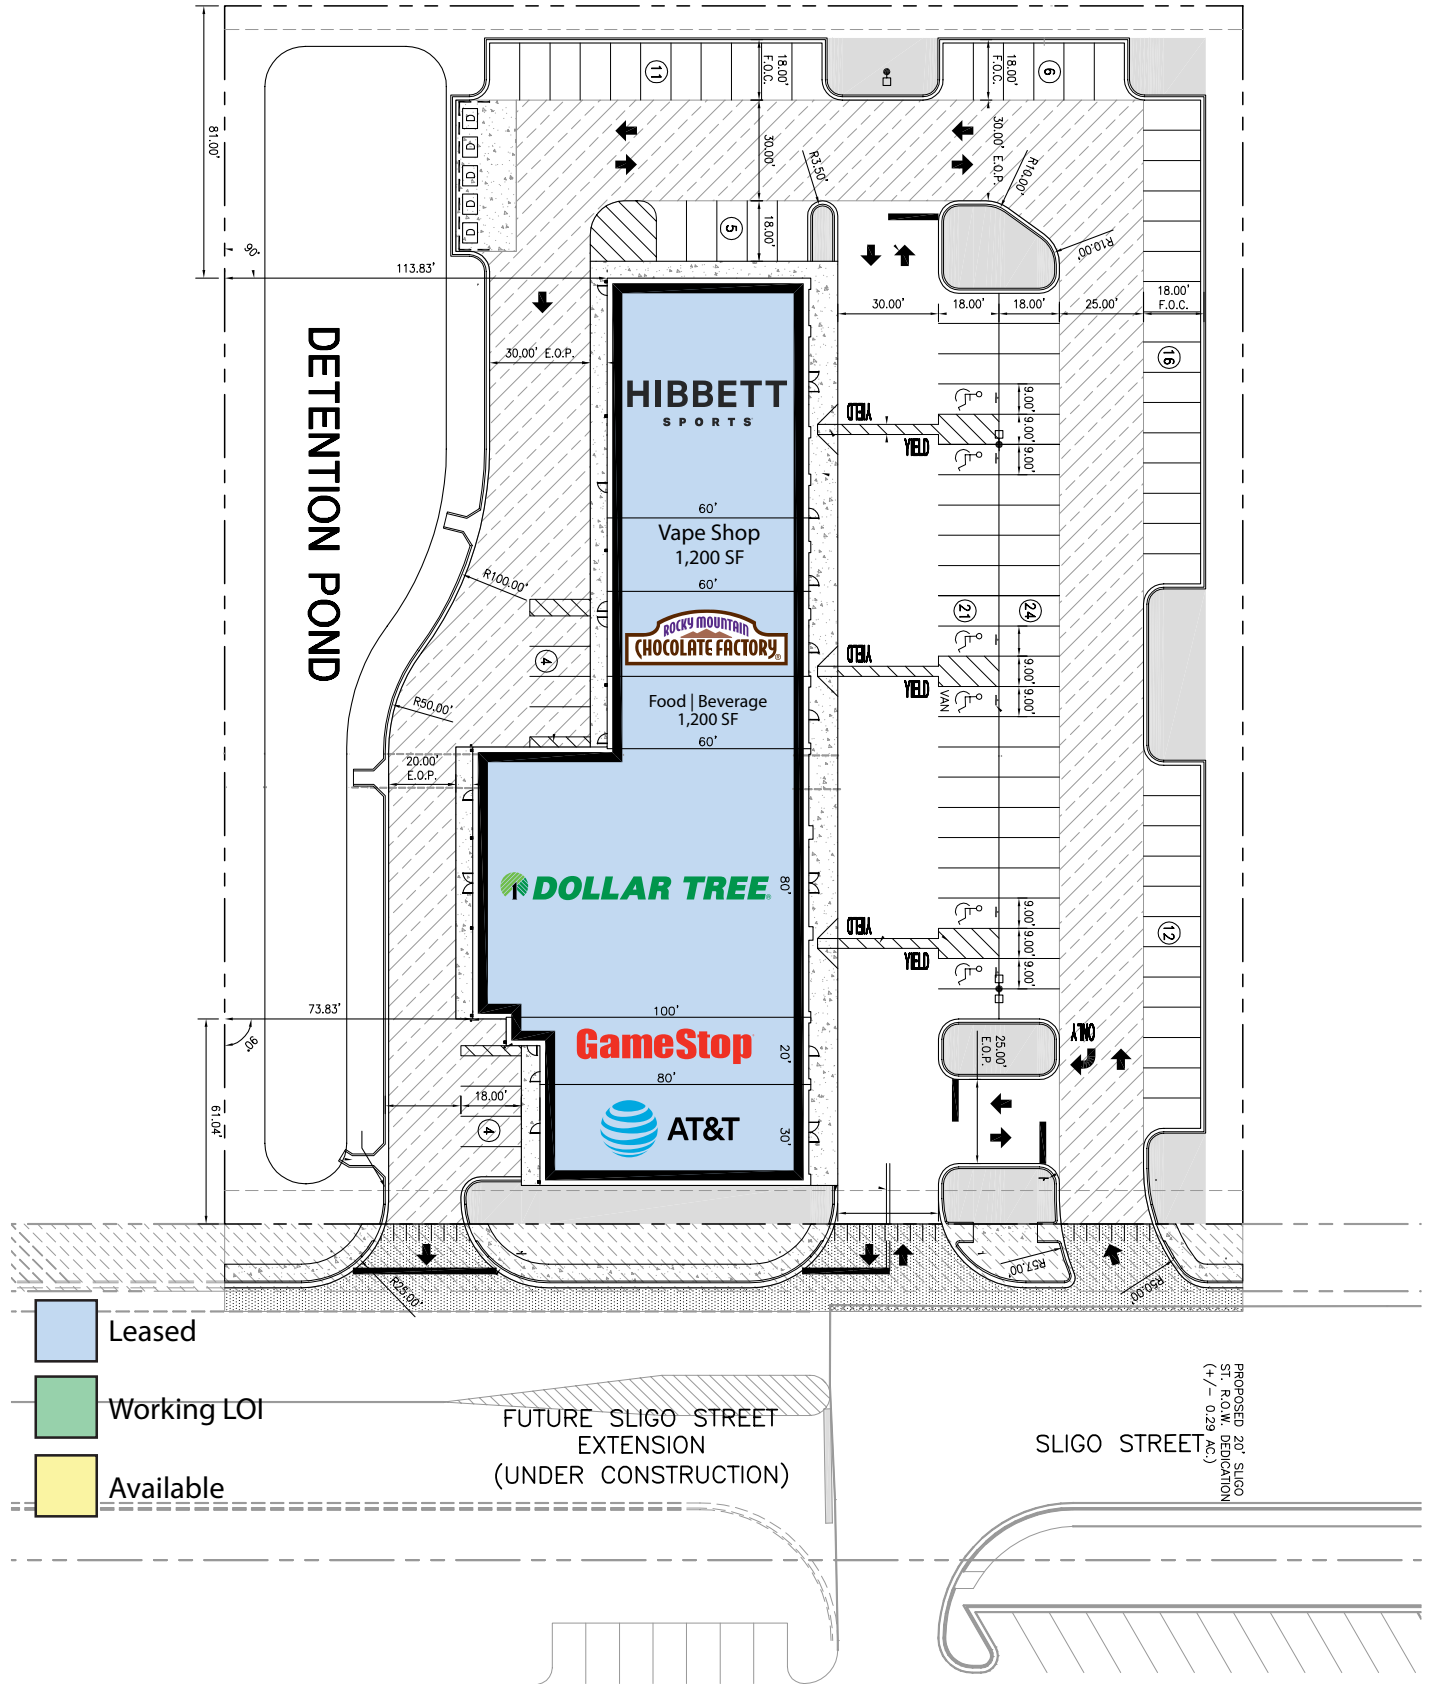 11
18.00'
F.O.C.
18.00'
F.O.C.
6
D
D
D
D
D
81.00'
90°
30.00'
30.00' E.O.P.
R3.50'
R10.00'
R10.00'
5
18.00'
113.83'
30.00'
18.00'
18.00'
25.00'
18.00'
F.O.C.
30.00' E.O.P.
16
DETENTION POND
HIBBETT
SPORTS
YIELD
YIELD
9.00'
9.00'
9.00'
60'
Vape Shop
1,200 SF
60'
R100.00'
21
24
ROCKY MOUNTAIN
CHOCOLATE FACTORY®
4
YIELD
YIELD
VAN
9.00'
9.00'
R50.00'
Food | Beverage
1,200 SF
60'
20.00'
E.O.P.
DOLLAR TREE
80'
YIELD
YIELD
9.00'
9.00'
9.00'
12
73.83'
90°
100'
GameStop
20'
80'
25.00'
E.O.P.
ONLY
61.04'
18.00'
4
AT&T
30'
R25.00'
R57.00'
R50.00'
Leased
Working LOI
Available
FUTURE SLIGO STREET
EXTENSION
(UNDER CONSTRUCTION)
SLIGO STREET
PROPOSED 20' SLIGO
ST. R.O.W. DEDICATION
(+/- 0.29 AC.)